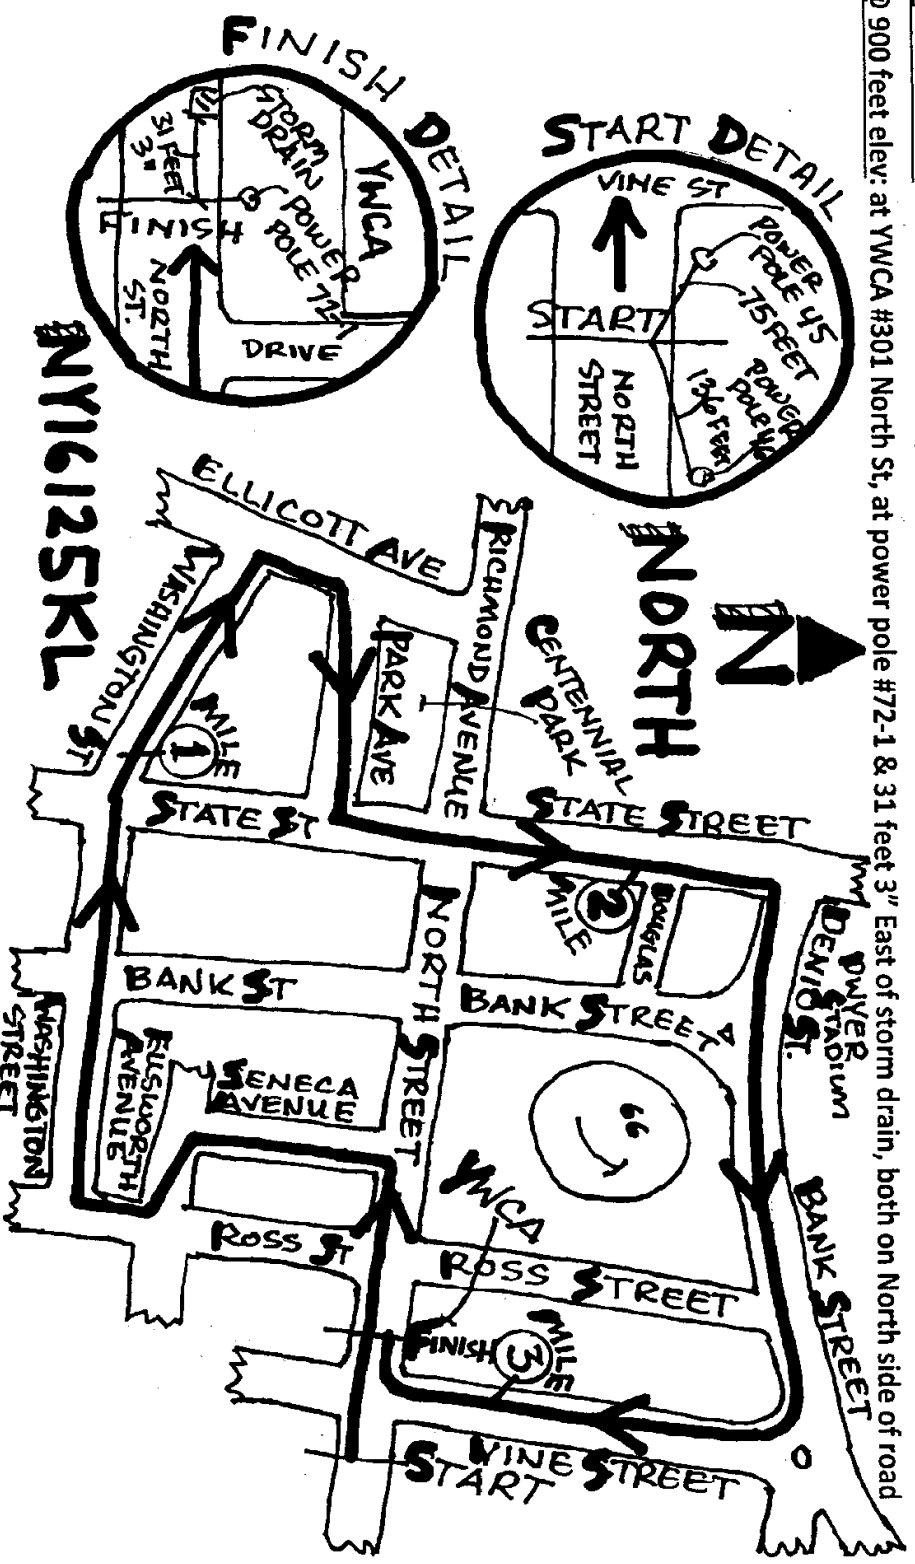 900 feet elev: at YWCA #301 North St, at power pole #72-1 & 31 feet 3" East of storm drain, both on North side of road
START DETAIL
VINE ST
POWER
POLE 45
75 FEET
START
POWER
POLE 46
136 FEET
NORTH
STREET
FINISH DETAIL
YWCA
STORM
DRAIN
POWER
POLE 72-1
31 FEET
3"
FINISH
NORTH
ST.
DRIVE
NY16125KL
N
NORTH
ELLICOTT AVE
RICHMOND AVENUE
CENTENNIAL
PARK
PARK AVE
WASHINGTON ST
MILE
1
STATE ST
STATE STREET
MILE
2
DOUGLAS
DWYER
STADIUM
DENIO ST.
NORTH STREET
BANK ST
BANK STREET
BANK STREET
WASHINGTON
STREET
ELLSWORTH
AVENUE
SENECA
AVENUE
ROSS ST
ROSS STREET
YWCA
FINISH
MILE
3
VINE STREET
START